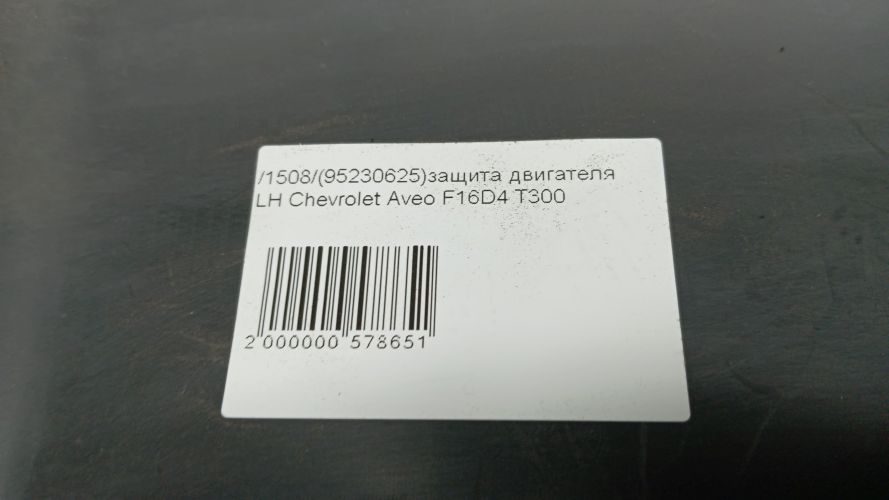 /1508/(95230625)защита двигателя
LH Chevrolet Aveo F16D4 T300
2 000000 578651